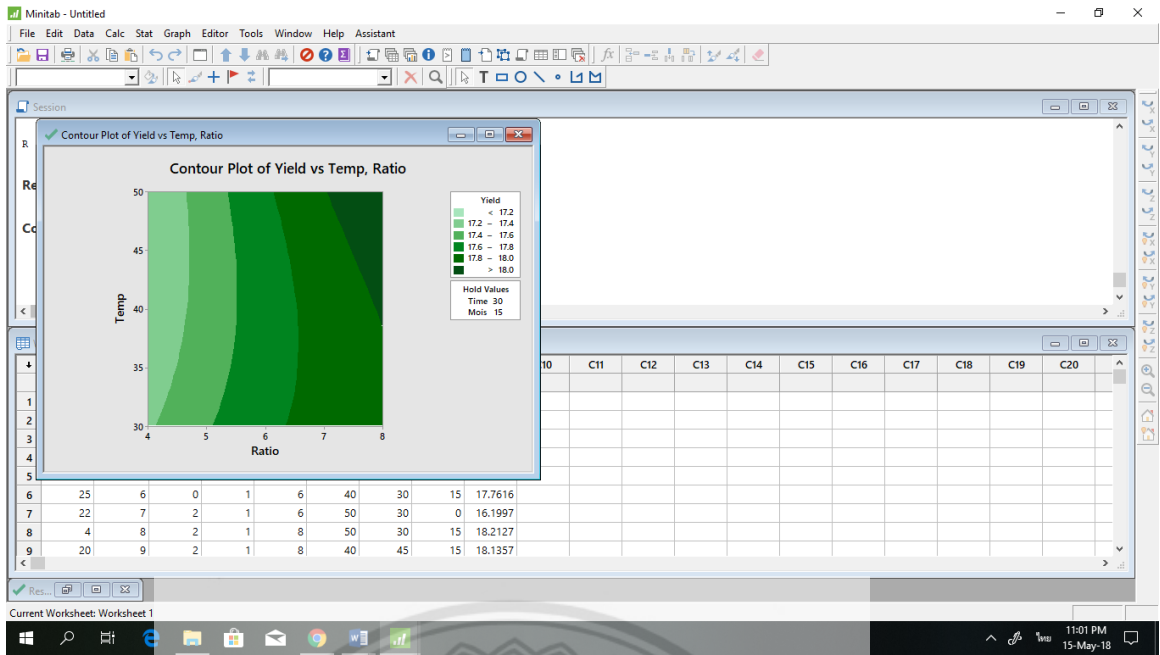 Minitab - Untitled
File Edit Data Calc Stat Graph Editor Tools Window Help Assistant
Session
R
Re
Co
Contour Plot of Yield vs Temp, Ratio
Contour Plot of Yield vs Temp, Ratio
Yield
< 17.2
17.2 – 17.4
17.4 – 17.6
17.6 – 17.8
17.8 – 18.0
> 18.0
Hold Values
Time 30
Mois 15
Temp
50
45
40
35
30
4 5 6 7 8
Ratio
C10 C11 C12 C13 C14 C15 C16 C17 C18 C19 C20
1
2
3
4
5
6 25 6 0 1 6 40 30 15 17.7616
7 22 7 2 1 6 50 30 0 16.1997
8 4 8 2 1 8 50 30 15 18.2127
9 20 9 2 1 8 40 45 15 18.1357
Res...
Current Worksheet: Worksheet 1
ไทย
11:01 PM
15-May-18